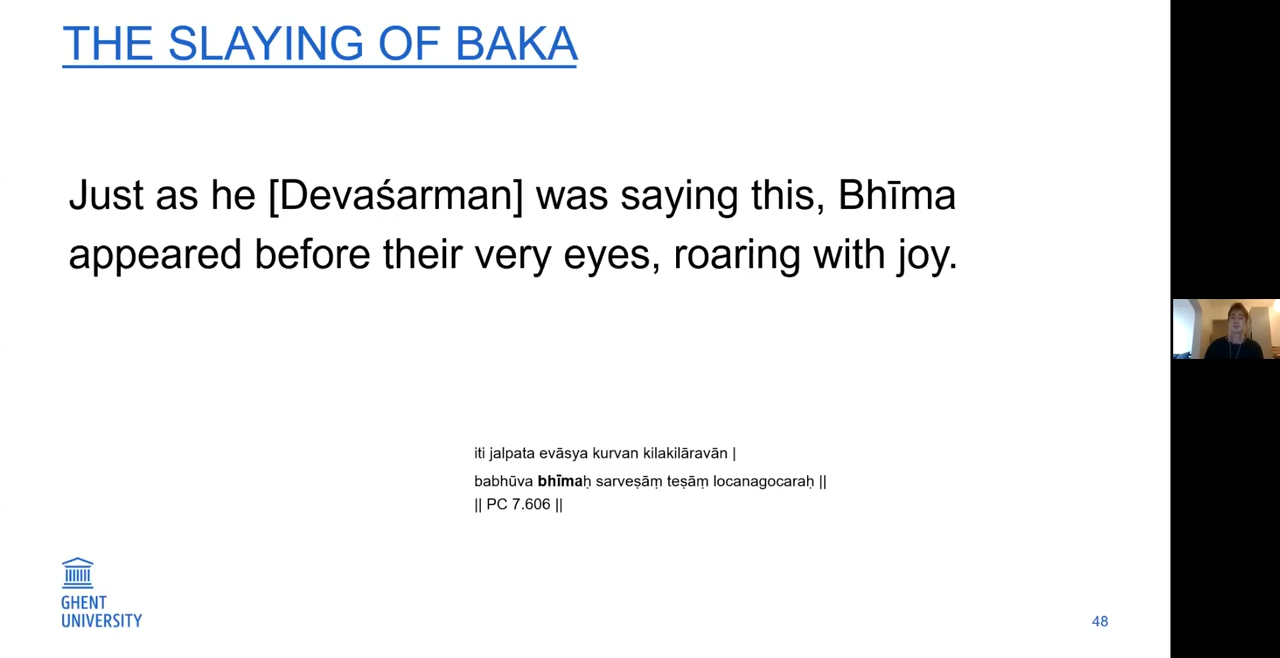 THE SLAYING OF BAKA
Just as he [Devaśarman] was saying this, Bhīma
appeared before their very eyes, roaring with joy.
iti jalpata evāsya kurvan kilakilāravān |
babhūva bhīmaḥ sarveṣāṃ teṣāṃ locanagocaraḥ ||
|| PC 7.606 ||
GHENT
UNIVERSITY
48